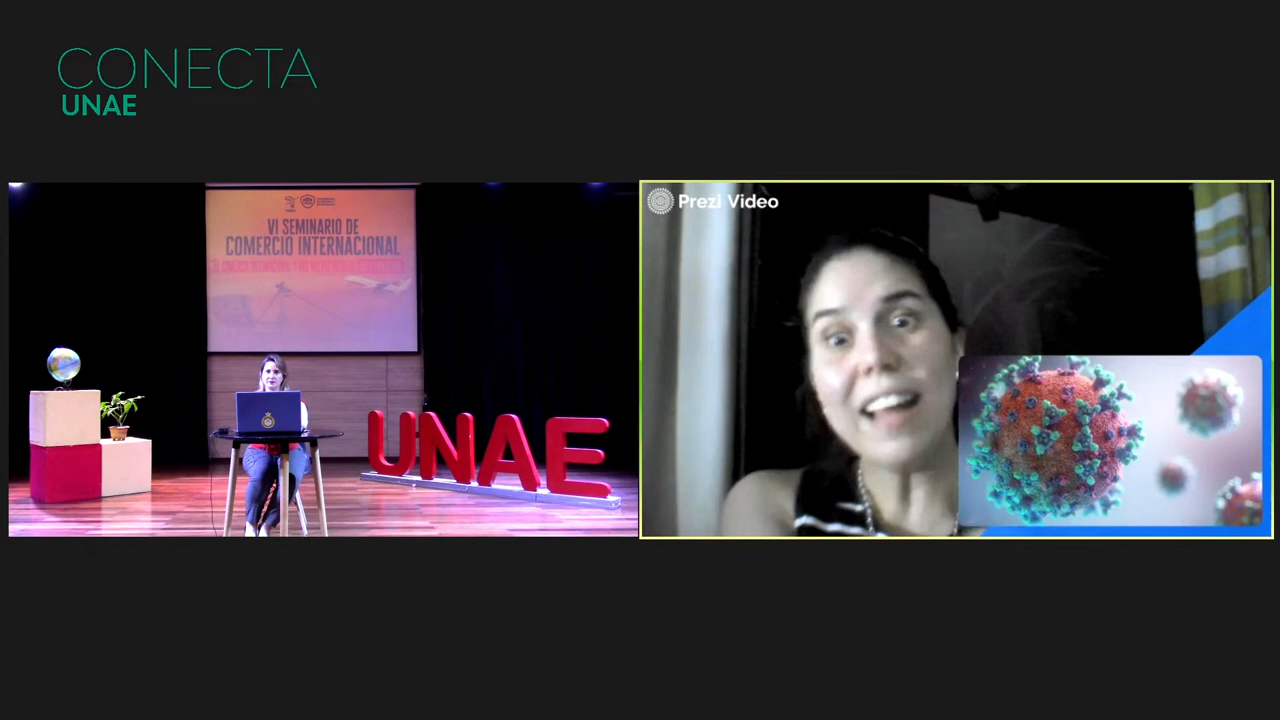 CONECTA
UNAE
VI SEMINARIO DE
COMERCIO INTERNACIONAL
UNAE
Prezi Video